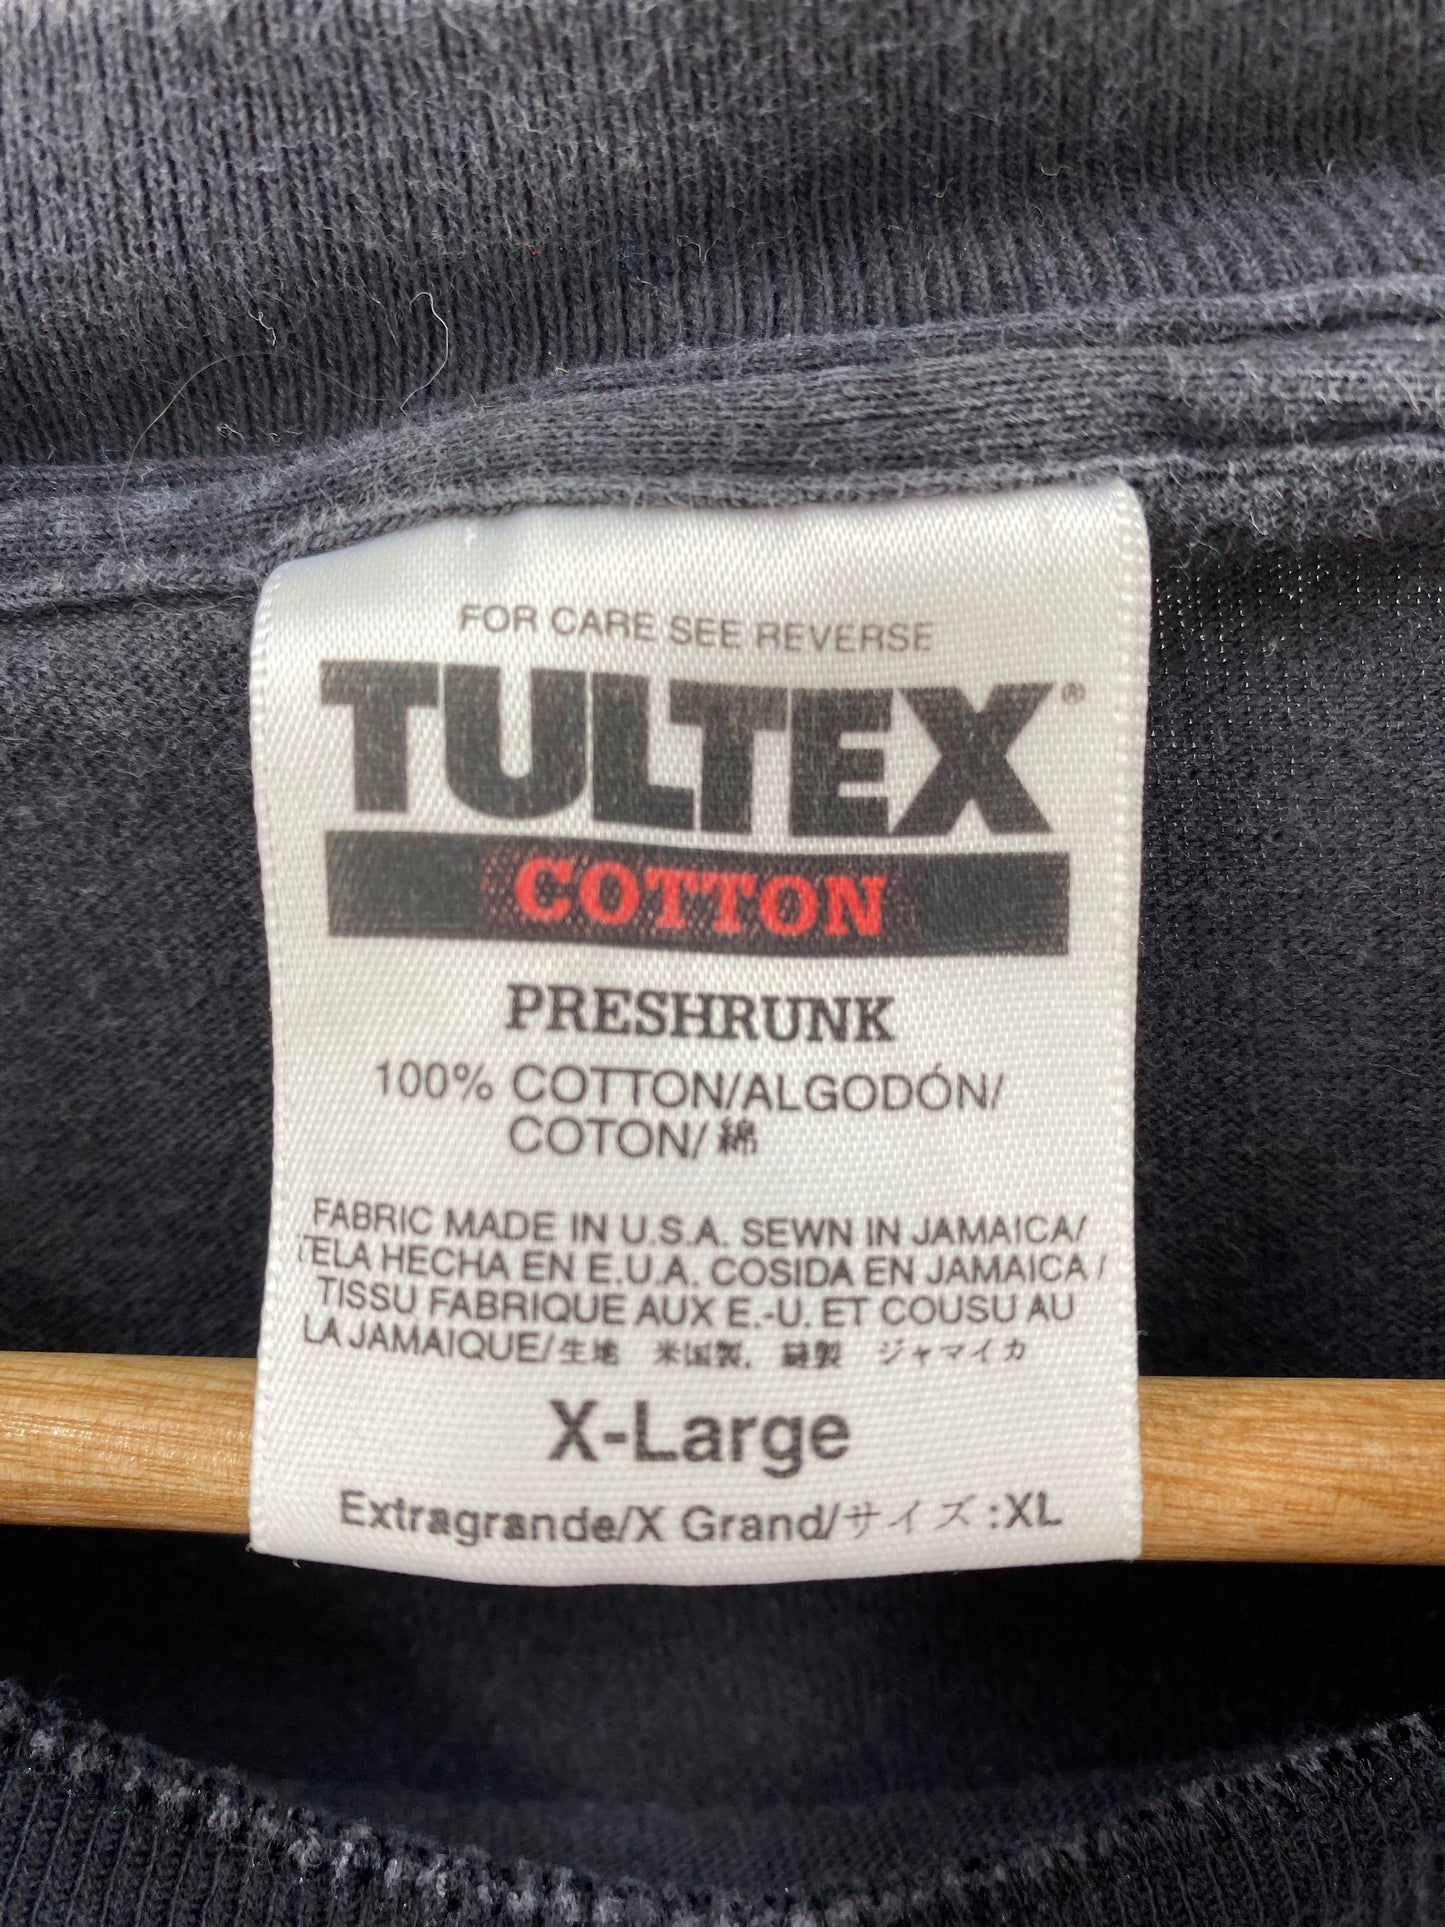 FOR CARE SEE REVERSE
TULTEX®
COTTON
PRESHRUNK
100% COTTON/ALGODÓN/
COTON/綿
FABRIC MADE IN U.S.A. SEWN IN JAMAICA/
TELA HECHA EN E.U.A. COSIDA EN JAMAICA/
TISSU FABRIQUE AUX E.-U. ET COUSU AU
LA JAMAIQUE/生地 米国製, 縫製 ジャマイカ
X-Large
Extragrande/X Grand/サイズ:XL